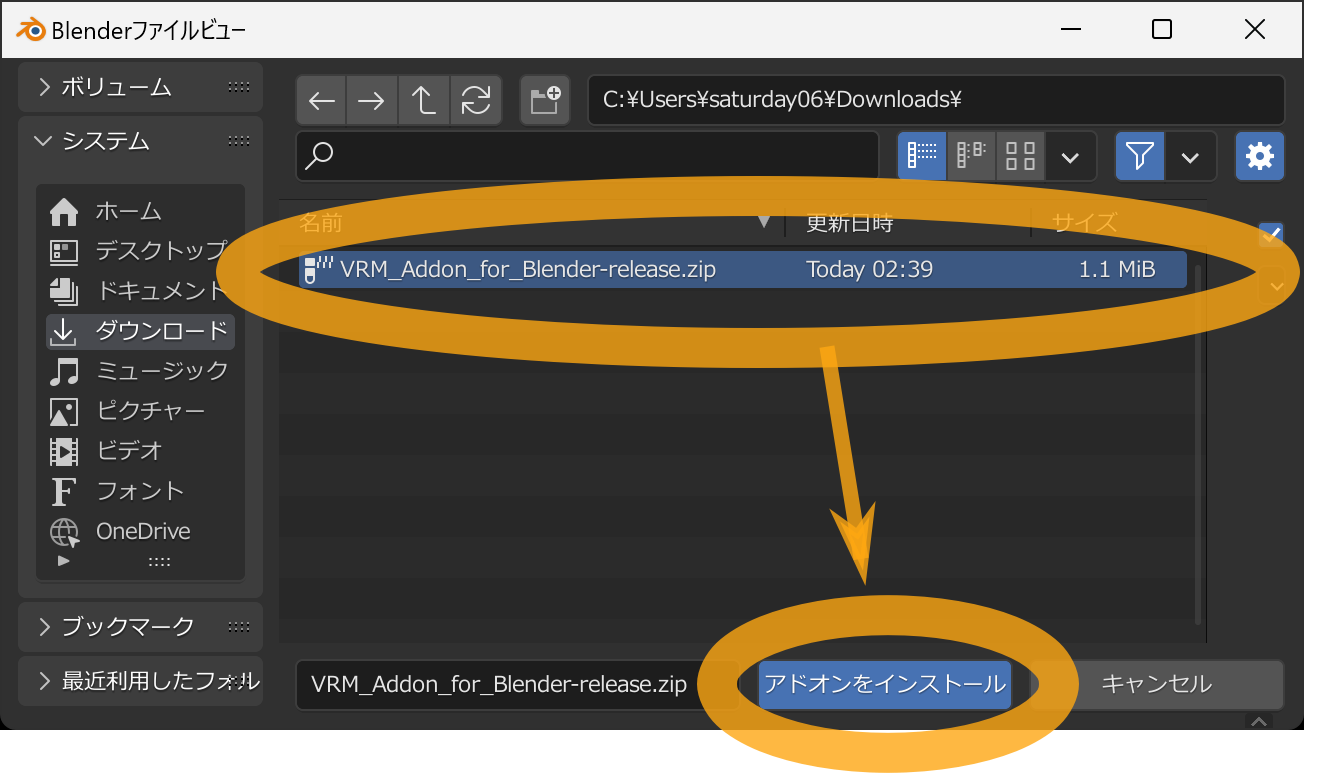 Blenderファイルビュー
ボリューム
システム
ホーム
デスクトップ
ドキュメント
ダウンロード
ミュージック
ピクチャー
ビデオ
フォント
OneDrive
ブックマーク
最近利用したフォル
C:¥Users¥saturday06¥Downloads¥
名前 更新日時 サイズ
VRM_Addon_for_Blender-release.zip Today 02:39 1.1 MiB
VRM_Addon_for_Blender-release.zip アドオンをインストール キャンセル